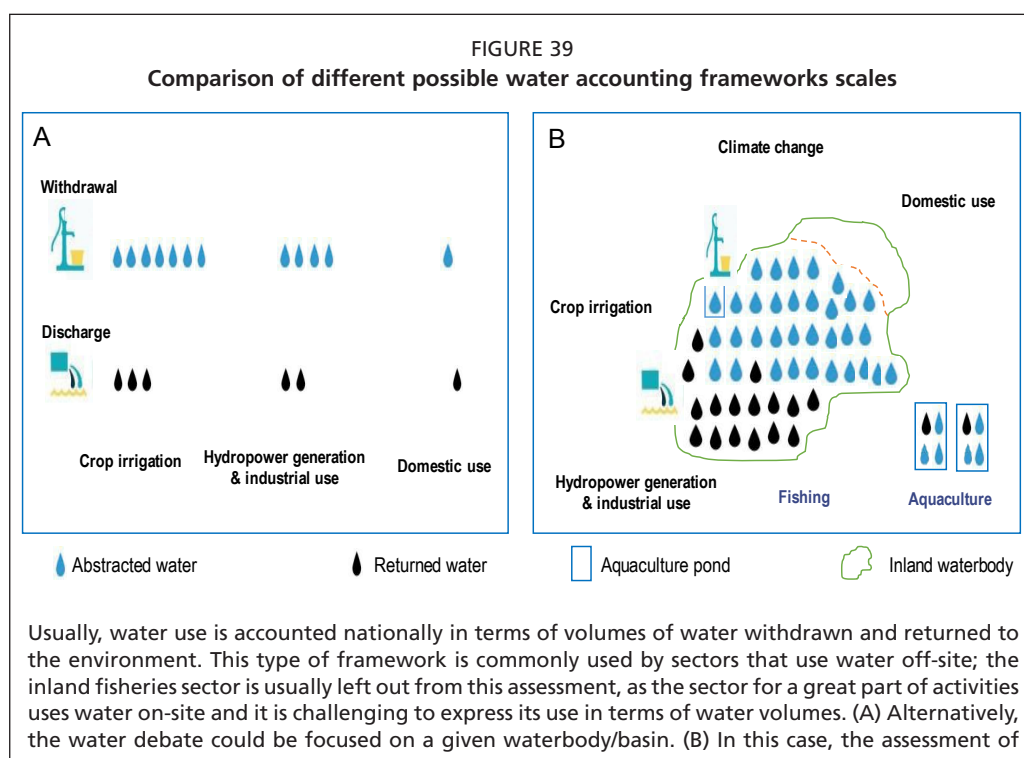 FIGURE 39
Comparison of different possible water accounting frameworks scales
A
Withdrawal
Discharge
Crop irrigation
Hydropower generation
& industrial use
Domestic use
B
Climate change
Domestic use
Crop irrigation
Hydropower generation
& industrial use
Fishing
Aquaculture
Abstracted water
Returned water
Aquaculture pond
Inland waterbody
Usually, water use is accounted nationally in terms of volumes of water withdrawn and returned to
the environment. This type of framework is commonly used by sectors that use water off-site; the
inland fisheries sector is usually left out from this assessment, as the sector for a great part of activities
uses water on-site and it is challenging to express its use in terms of water volumes. (A) Alternatively,
the water debate could be focused on a given waterbody/basin. (B) In this case, the assessment of